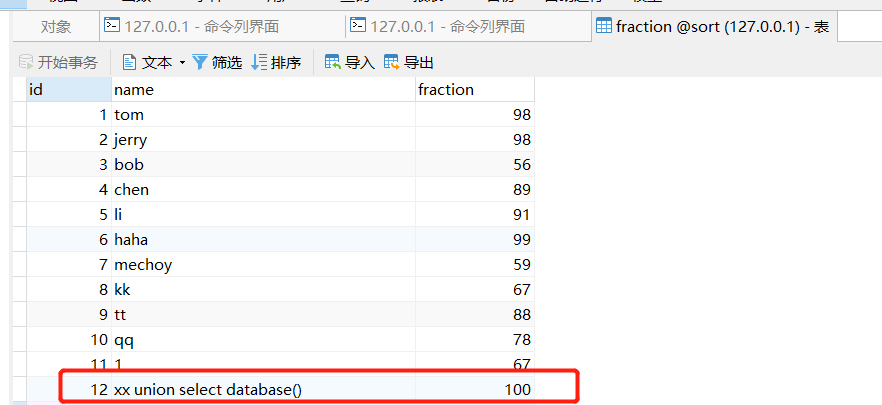 对象 127.0.0.1 - 命令列界面 127.0.0.1 - 命令列界面 fraction @sort (127.0.0.1) - 表
开始事务 文本 筛选 排序 导入 导出
id name fraction
1 tom 98
2 jerry 98
3 bob 56
4 chen 89
5 li 91
6 haha 99
7 mechoy 59
8 kk 67
9 tt 88
10 qq 78
11 1 67
12 xx union select database() 100